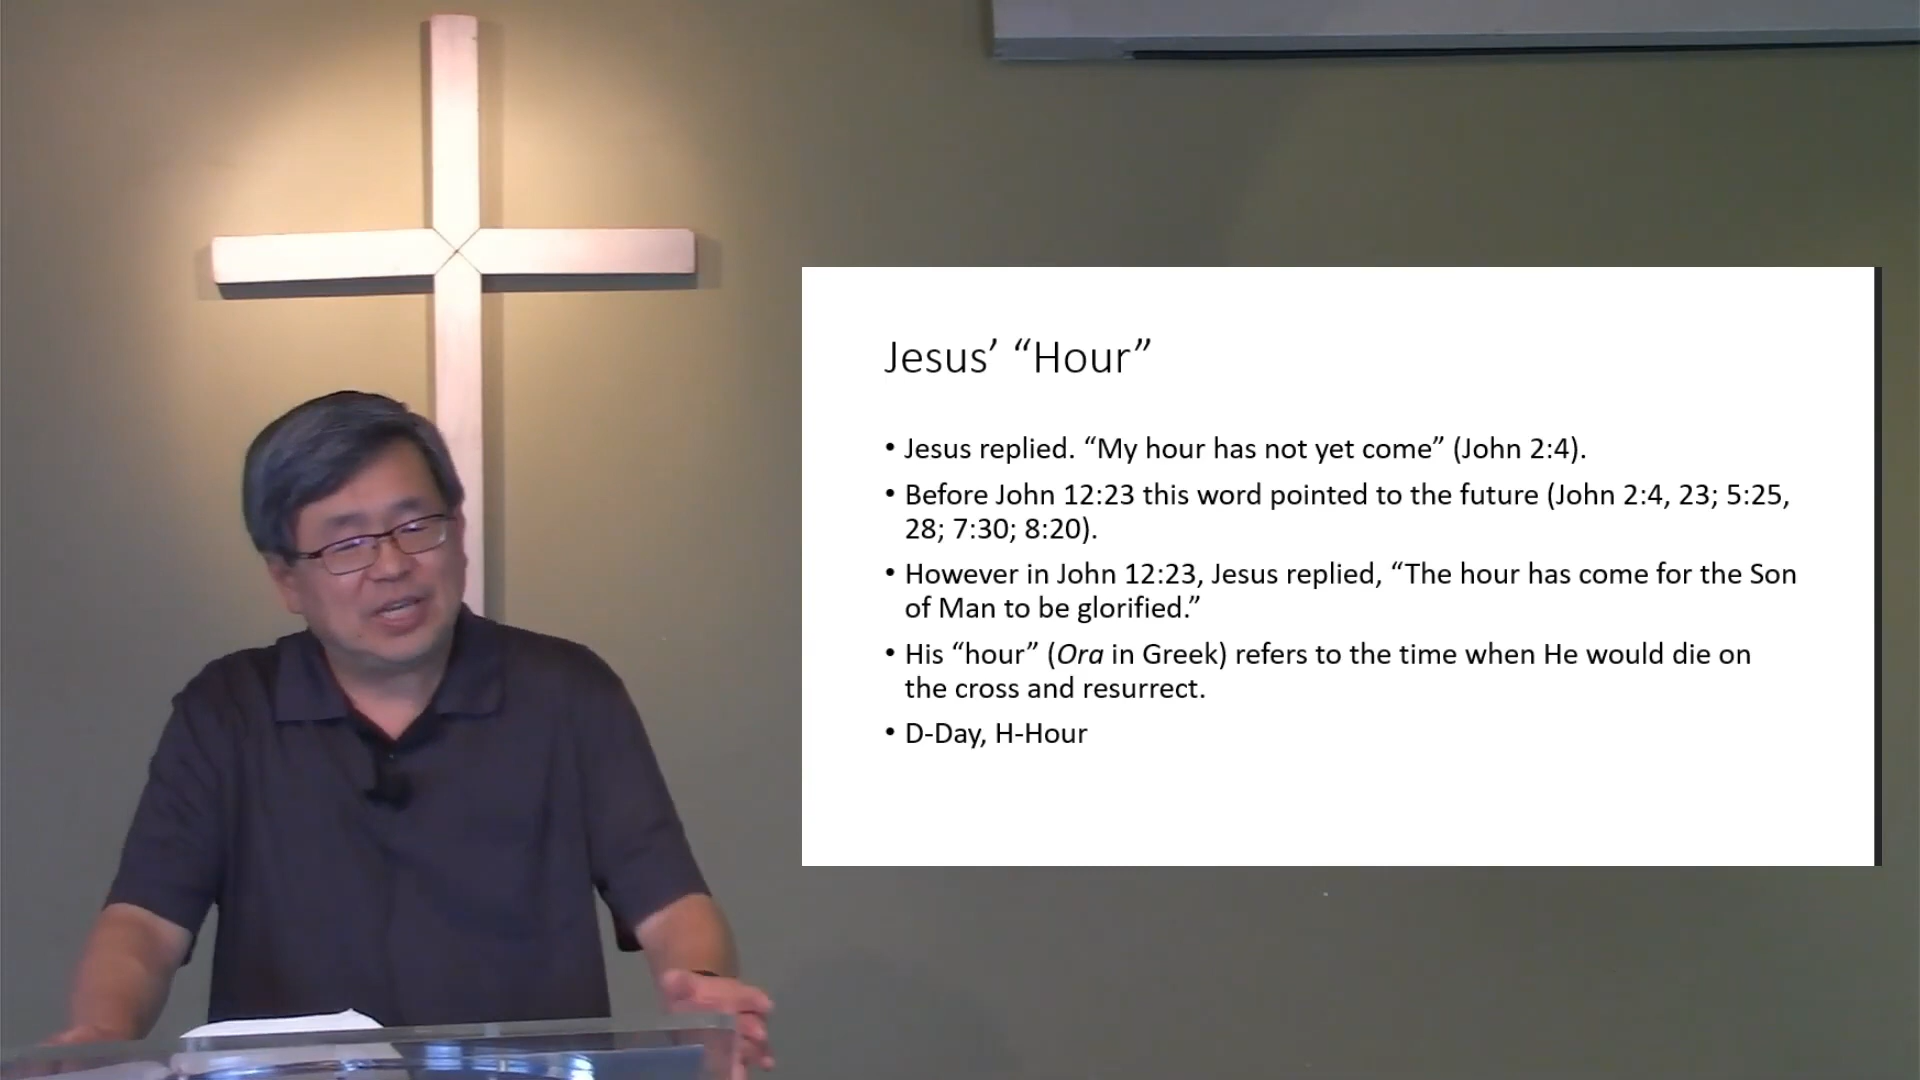 Jesus’ “Hour”
• Jesus replied. “My hour has not yet come” (John 2:4).
• Before John 12:23 this word pointed to the future (John 2:4, 23; 5:25,
28; 7:30; 8:20).
• However in John 12:23, Jesus replied, “The hour has come for the Son
of Man to be glorified.”
• His “hour” (Ora in Greek) refers to the time when He would die on
the cross and resurrect.
• D-Day, H-Hour